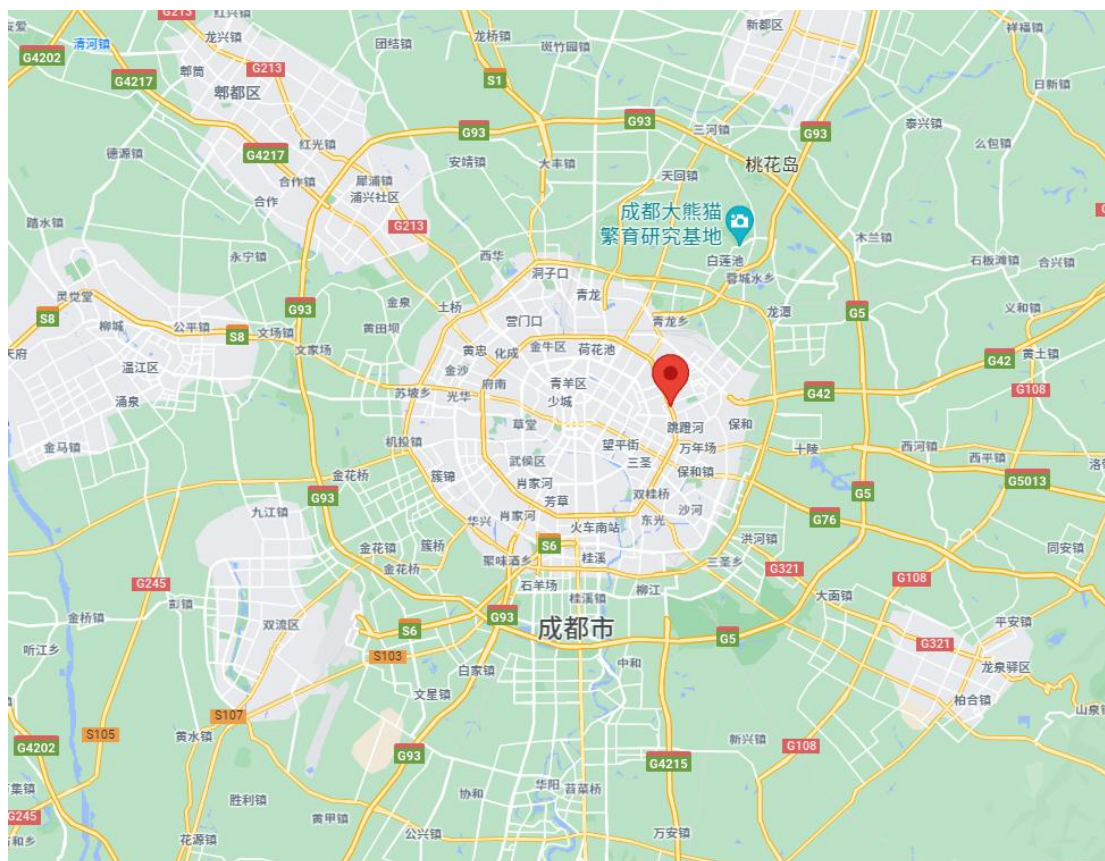 G213
兴镇
龙兴镇
清河镇
G4202
郫筒
G4217
郫都区
G213
团结镇
龙桥镇
斑竹园镇
S1
新都区
祥福镇
日新镇
泰兴镇
么包镇
G93
G93
G93
三河镇
红光镇
G4217
德源镇
安靖镇
大丰镇
桃花岛
天回镇
合作镇
犀浦镇
浦兴社区
合作
G213
成都大熊猫
繁育研究基地
白莲池
木兰镇
踏水镇
永宁镇
西华
洞子口
蓉城水乡
石板滩镇
合兴镇
灵觉堂
金泉
土桥
青龙
G93
S8
柳城
公平镇
S8
文场镇
黄田坝
营门口
青龙乡
龙潭
G5
义和镇
文家场
黄忠
化成
金牛区
荷花池
黄土镇
天府
温江区
金沙
G42
涌泉
苏坡乡
光华
府南
青羊区
少城
G42
G108
金马镇
机投镇
草堂
跳蹬河
保和
望平街
万年场
十陵
西河镇
西平镇
武侯区
三圣
金花桥
簇锦
保和镇
G5013
肖家河
G93
G5
九江镇
芳草
双桂桥
肖家河
沙河
华兴
火车南站
东光
G76
金花镇
簇桥
S6
洪河镇
同安镇
聚味酒乡
桂溪
三圣乡
金花桥
G321
G108
G245
石羊场
柳江
金桥镇
彭镇
桂溪镇
大面镇
G93
双流区
S6
成都市
G5
平安镇
G321
听江乡
S103
白家镇
中和
龙泉驿区
文星镇
柏合镇
山泉
S107
S105
黄水镇
新兴镇
G4202
G93
G108
G4215
华阳
苔菜桥
集镇
协和
胜利镇
G245
黄甲镇
和乡
花源镇
公兴镇
万安镇